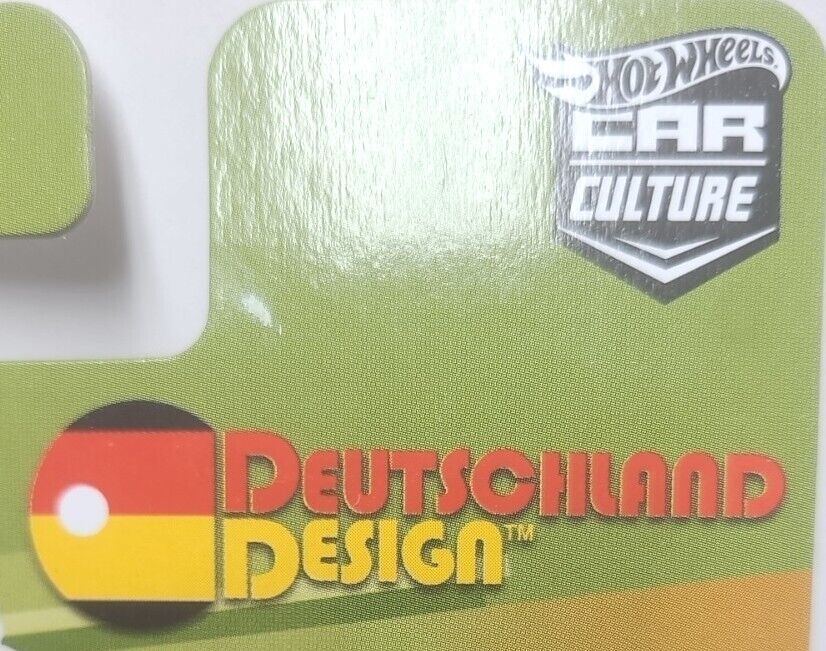 HOT WHEELS
CAR
CULTURE
DEUTSCHLAND
DESIGN™